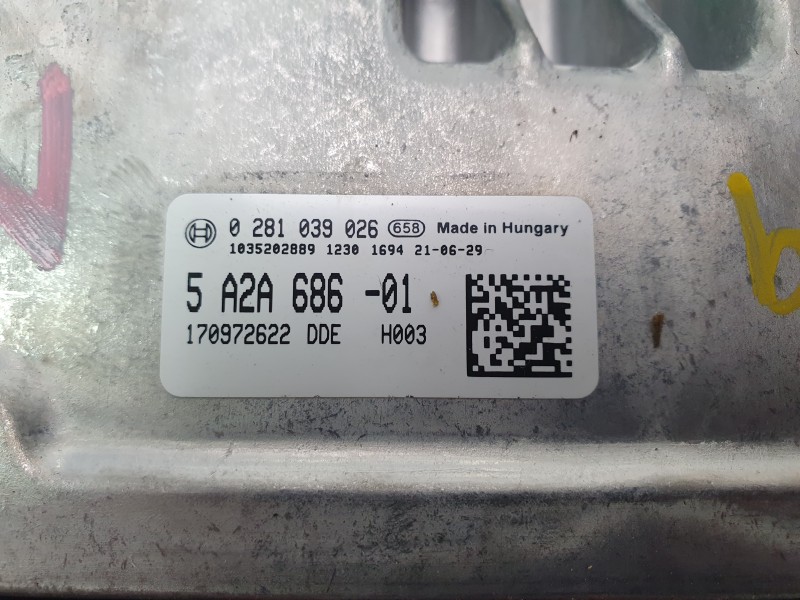 0 281 039 026 658 Made in Hungary
1035202889 1230 1694 21-06-29
5 A2A 686 -01
170972622 DDE H003